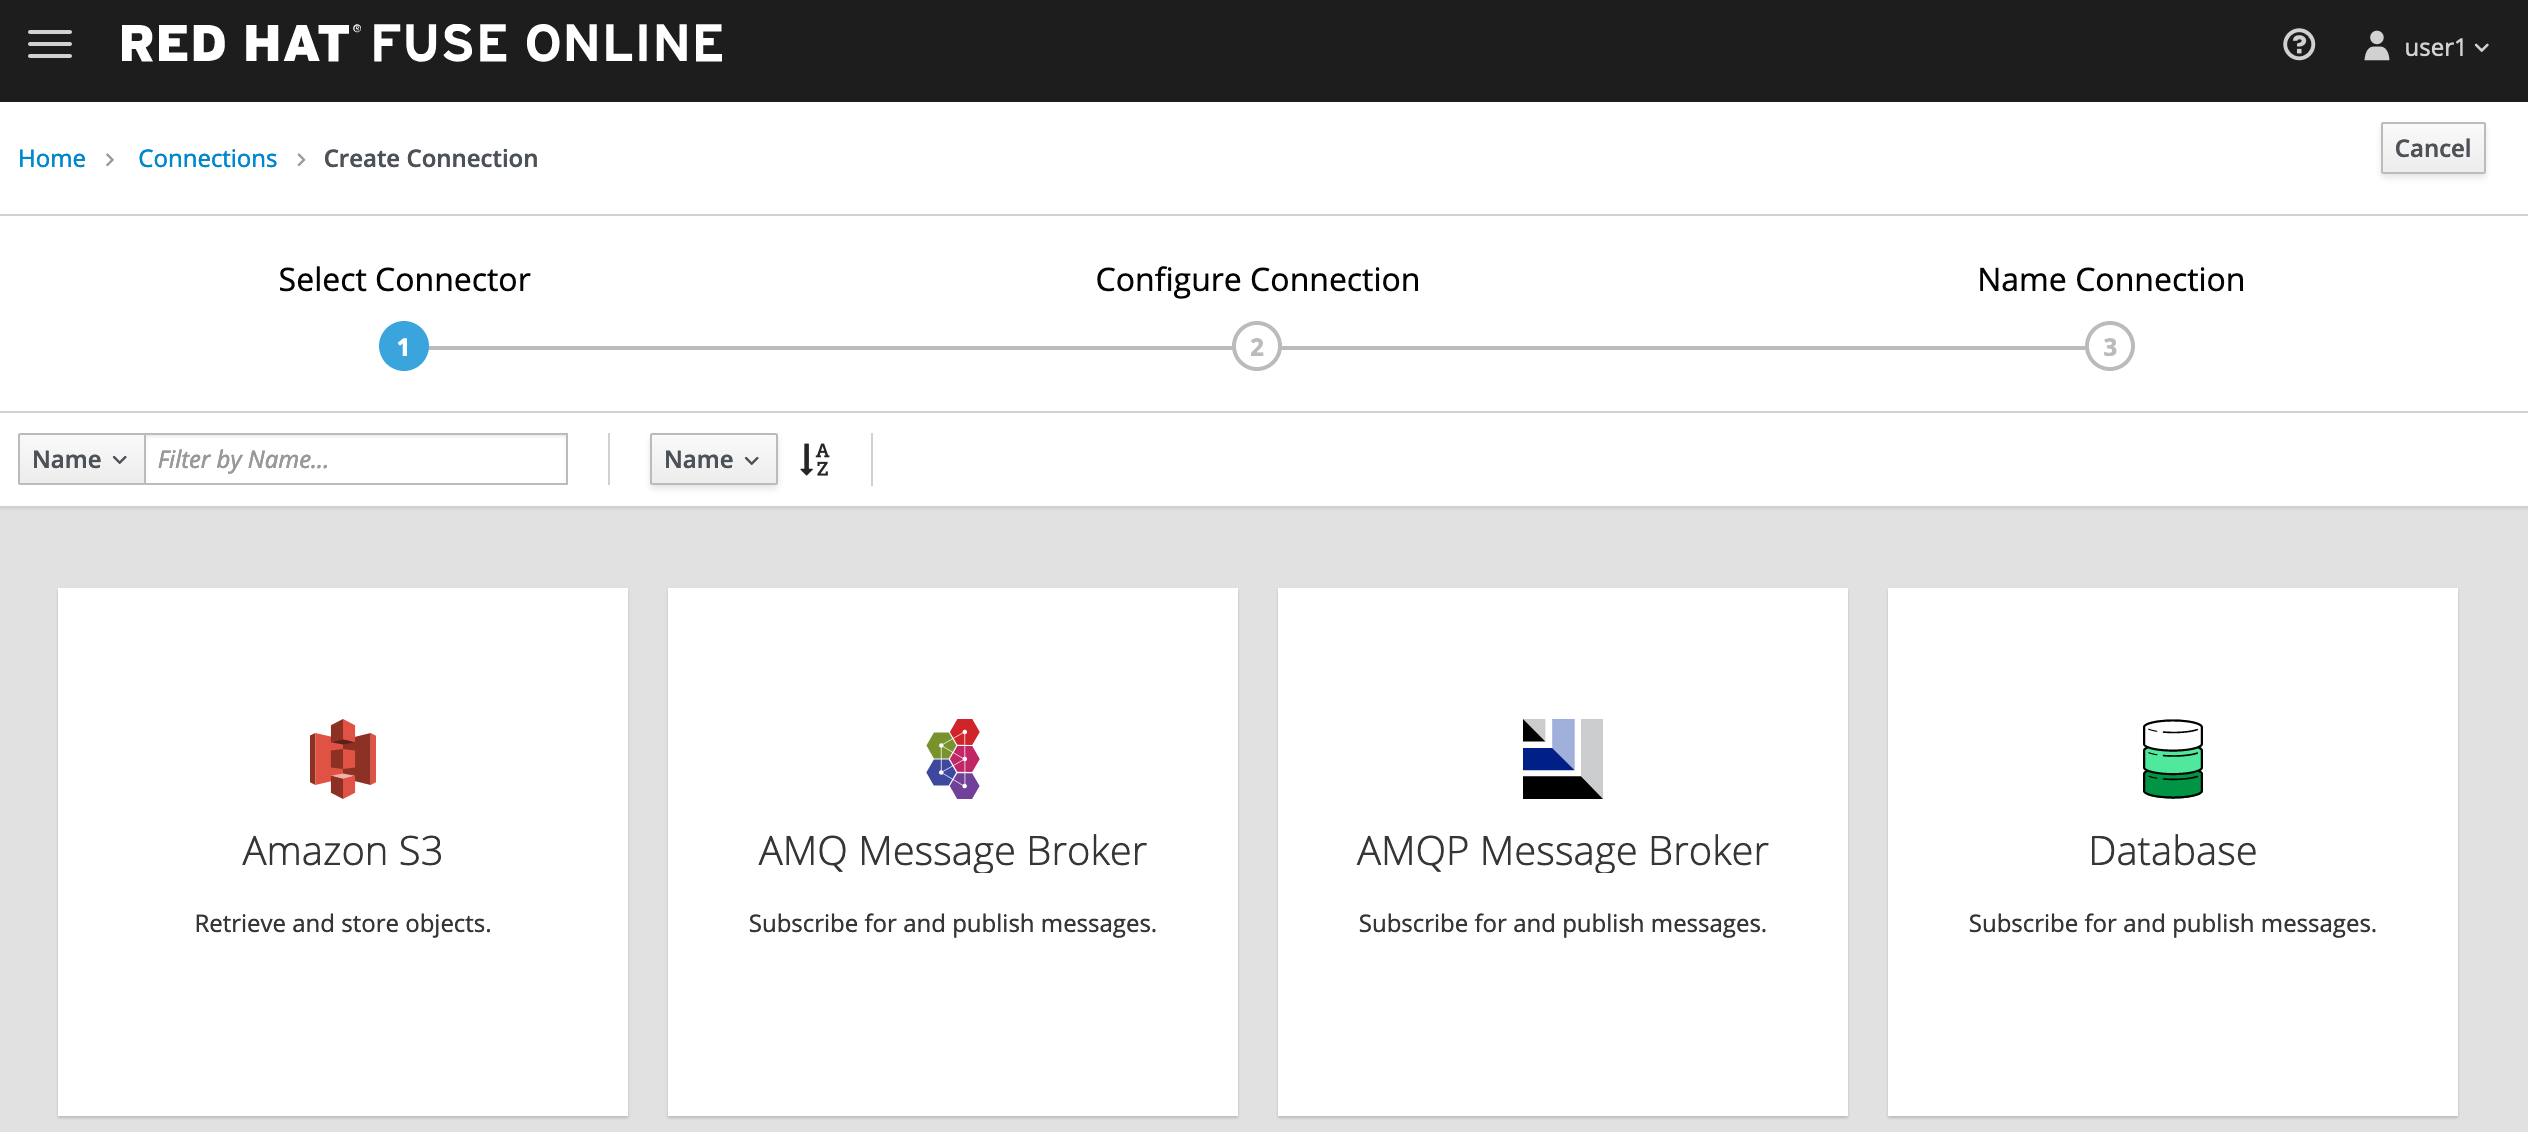 RED HAT® FUSE ONLINE
user1
Home > Connections > Create Connection
Cancel
Select Connector
Configure Connection
Name Connection
1
2
3
Name
Filter by Name...
Name
A
Z
Amazon S3
Retrieve and store objects.
AMQ Message Broker
Subscribe for and publish messages.
AMQP Message Broker
Subscribe for and publish messages.
Database
Subscribe for and publish messages.